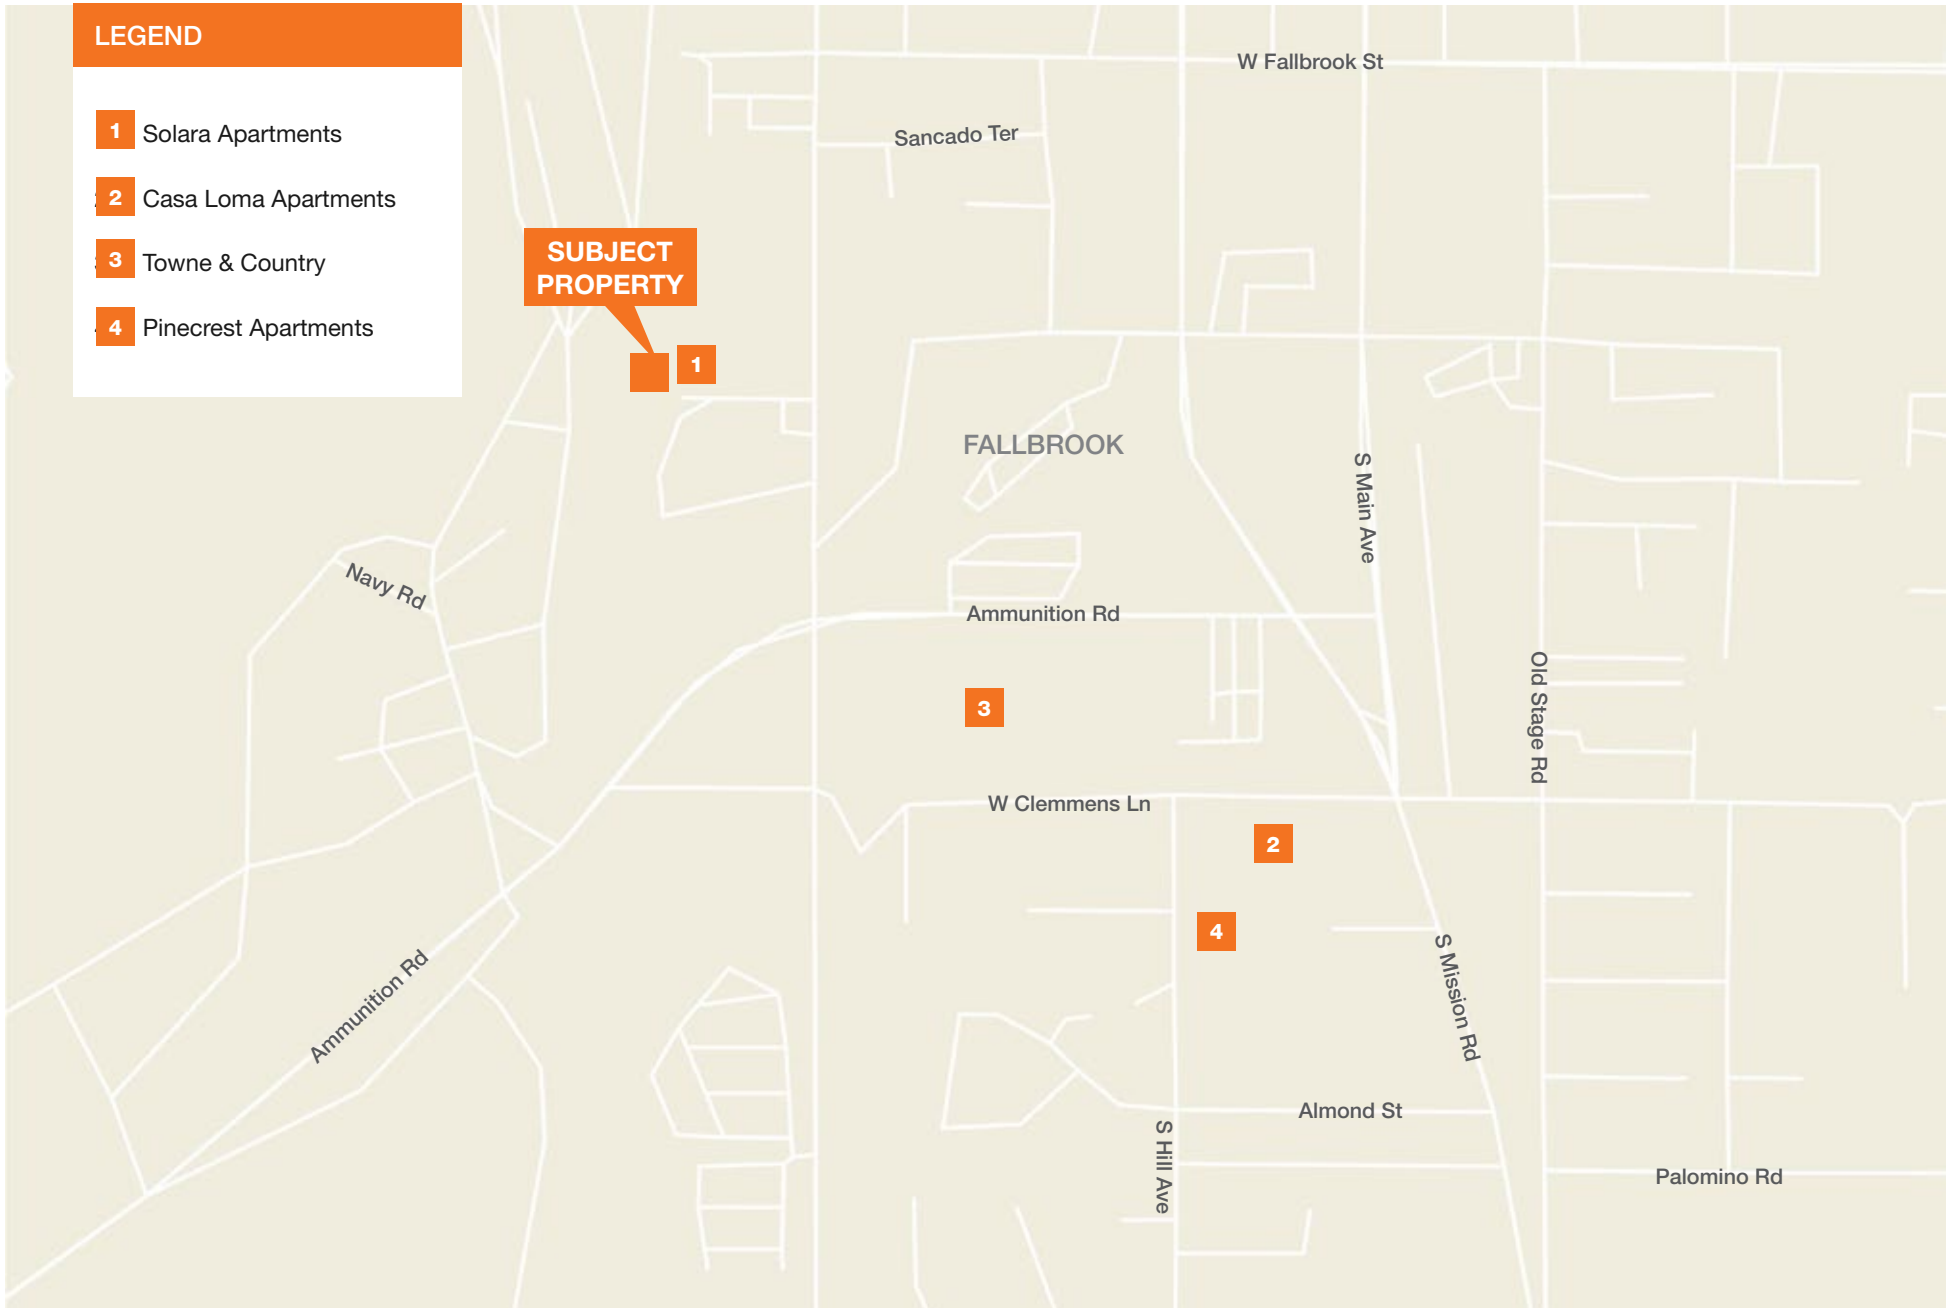 LEGEND
1 Solara Apartments
2 Casa Loma Apartments
3 Towne & Country
4 Pinecrest Apartments
W Fallbrook St
Sancado Ter
SUBJECT
PROPERTY
1
FALLBROOK
S Main Ave
Navy Rd
Ammunition Rd
Old Stage Rd
3
W Clemmens Ln
2
4
S Mission Rd
Ammunition Rd
Almond St
S Hill Ave
Palomino Rd